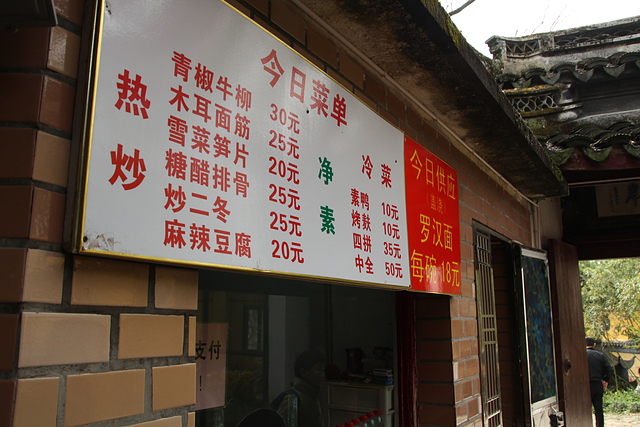 今日菜单
热炒
青椒牛柳 30元
木耳面筋 25元
雪菜笋片 20元
糖醋排骨 25元
炒二冬 25元
麻辣豆腐 20元
净素
冷菜
素鸭 10元
烤麸 10元
四拼 35元
中全 50元
今日供应
罗汉面
每碗 18元
支付
!